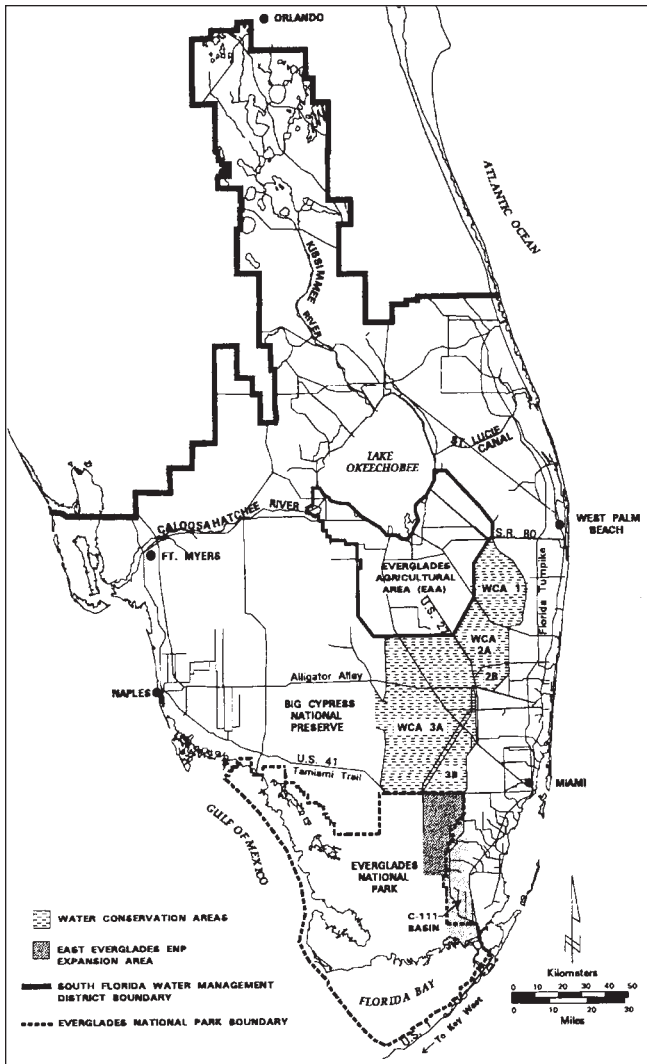 ORLANDO
ATLANTIC OCEAN
KISSIMMEE
RIVER
ST. LUCIE
CANAL
LAKE
OKEECHOBEE
CALOOSAHATCHEE RIVER
FT. MYERS
S.R. 80
WEST PALM
BEACH
EVERGLADES
AGRICULTURAL
AREA (EAA)
WCA 1
Florida Turnpike
U.S. 27
WCA
2A
2B
Alligator Alley
NAPLES
BIG CYPRESS
NATIONAL
PRESERVE
WCA 3A
U.S. 41
Tamiami Trail
3B
MIAMI
GULF OF MEXICO
EVERGLADES
NATIONAL
PARK
C-111
BASIN
FLORIDA BAY
U.S. 1
To Key West
WATER CONSERVATION AREAS
EAST EVERGLADES ENP
EXPANSION AREA
SOUTH FLORIDA WATER MANAGEMENT
DISTRICT BOUNDARY
EVERGLADES NATIONAL PARK BOUNDARY
Kilometers
10 20 30 40 50
0 10 20 30
Miles